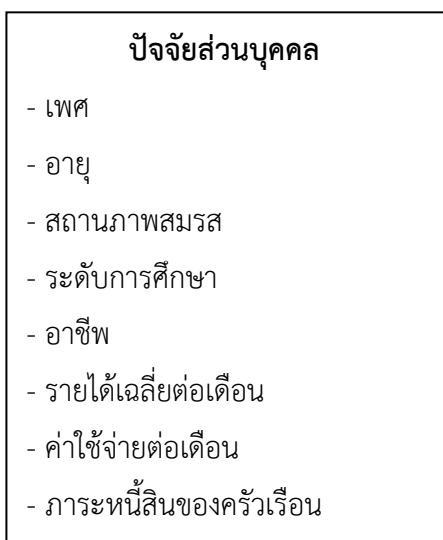 ปัจจัยส่วนบุคคล
- เพศ
- อายุ
- สถานภาพสมรส
- ระดับการศึกษา
- อาชีพ
- รายได้เฉลี่ยต่อเดือน
- ค่าใช้จ่ายต่อเดือน
- ภาระหนี้สินของครัวเรือน